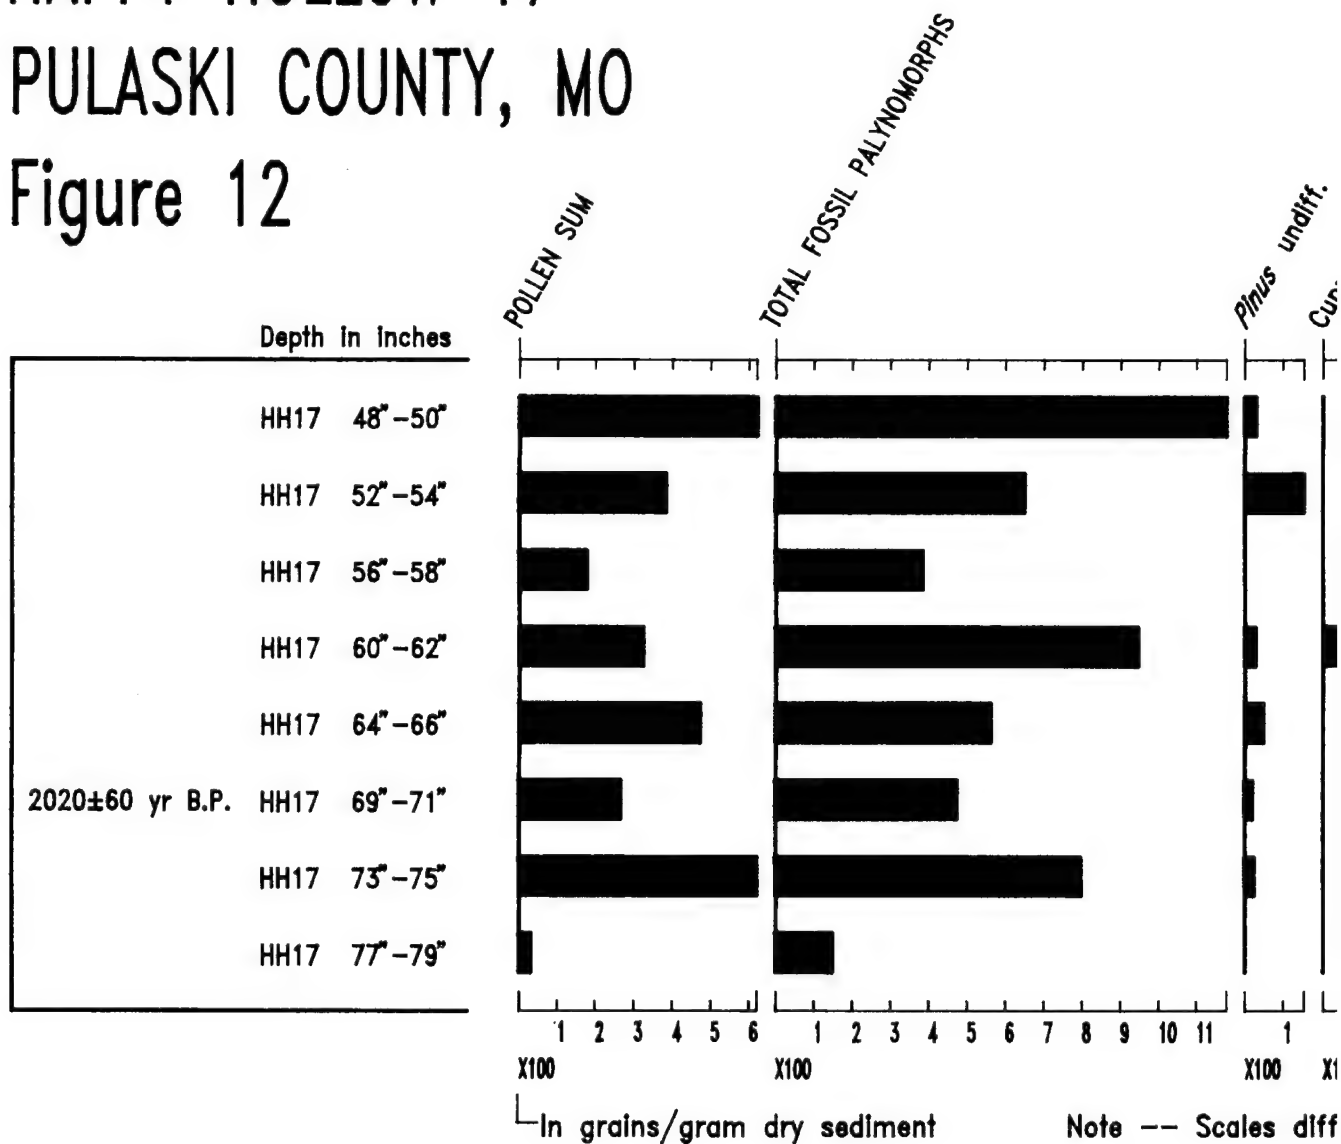 PULASKI COUNTY, MO
Figure 12
POLLEN SUM
TOTAL FOSSIL PALYNOMORPHS
Pinus undiff.
Depth in inches
HH17 48"-50"
HH17 52"-54"
HH17 56"-58"
HH17 60"-62"
HH17 64"-66"
2020±60 yr B.P. HH17 69"-71"
HH17 73"-75"
HH17 77"-79"
1 2 3 4 5 6 1 2 3 4 5 6 7 8 9 10 11 1
X100 X100 X100
In grains/gram dry sediment Note -- Scales